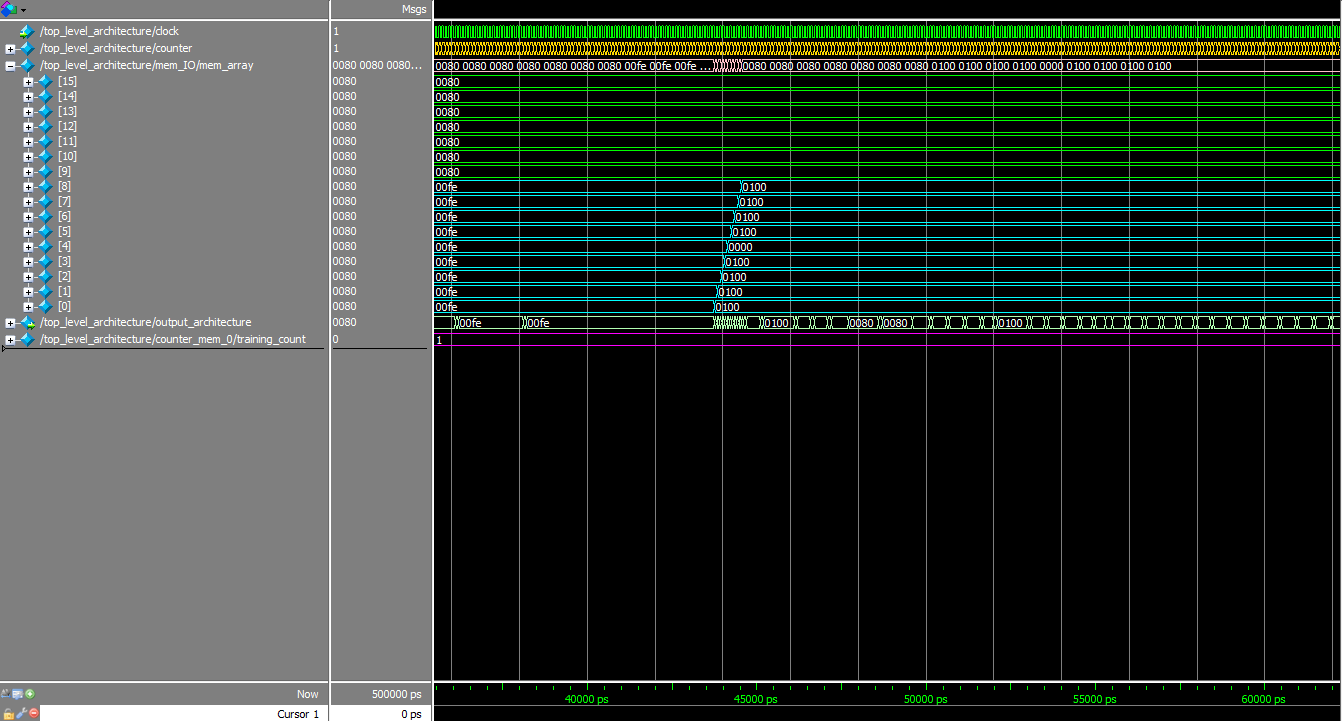 Msgs
/top_level_architecture/clock 1
/top_level_architecture/counter 1
/top_level_architecture/mem_IO/mem_array 0080 0080 0080... 0080 0080 0080 0080 0080 0080 0080 00fe 00fe 00fe ... 0080 0080 0080 0080 0080 0080 0080 0100 0100 0100 0100 0000 0100 0100 0100 0100
[15] 0080 0080
[14] 0080 0080
[13] 0080 0080
[12] 0080 0080
[11] 0080 0080
[10] 0080 0080
[9] 0080 0080
[8] 0080 00fe 0100
[7] 0080 00fe 0100
[6] 0080 00fe 0100
[5] 0080 00fe 0100
[4] 0080 00fe 0000
[3] 0080 00fe 0100
[2] 0080 00fe 0100
[1] 0080 00fe 0100
[0] 0080 00fe 0100
/top_level_architecture/output_architecture 0080 00fe 00fe 0100 0080 0080 0100
/top_level_architecture/counter_mem_0/training_count 0 1
Now 500000 ps 40000 ps 45000 ps 50000 ps 55000 ps 60000 ps
Cursor 1 0 ps